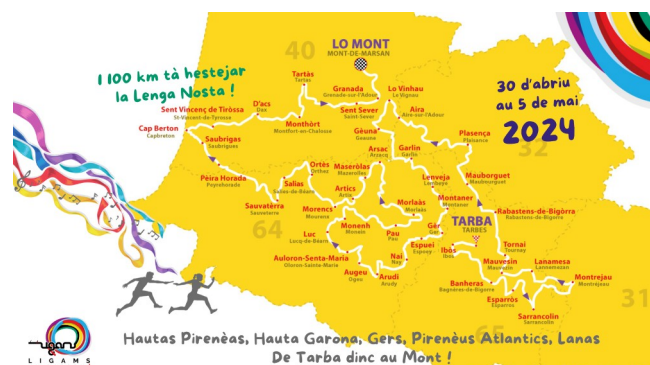 40
LO MONT
MONT-DE-MARSAN
1 100 km tà hestejar
la Lenga Nosta !
30 d'abriu
au 5 de mai
2024
Tartàs
Tartas
Granada
Grenade-sur-l'Adour
Lo Vinhau
Le Vignau
D'acs
Dax
Sent Vincenç de Tiròssa
St-Vincent-de-Tyrosse
Sent Sever
Saint-Sever
Aira
Aire-sur-l'Adour
Cap Berton
Capbreton
Monthòrt
Montfort-en-Chalosse
Gèuna
Geaune
Plasença
Plaisance
32
Saubrigas
Saubrigues
Arsac
Arzacq
Garlin
Garlin
Pèira Horada
Peyrehorade
Ortès
Orthez
Maseròlas
Mazerolles
Lenveja
Lembeye
Mauborguet
Maubourguet
Salias
Salies-de-Béarn
Artics
Artix
Montaner
Montaner
Sauvatèrra
Sauveterre
Morencs
Mourenx
Morlaàs
Morlaàs
TARBA
TARBES
Rabastens-de-Bigòrra
Rabastens-de-Bigorre
64
Luc
Lucq-de-Béarn
Monenh
Monein
Pau
Pau
Gèr
Ger
Espuei
Espoey
Ibòs
Ibos
Tornai
Tournay
Auloron-Senta-Maria
Oloron-Sainte-Maria
Nai
Nay
Mauvesin
Mauvezin
Lanamesa
Lannemezan
Augeu
Ogeu
Arudi
Arudy
Banheras
Bagnères-de-Bigorre
Montrejau
Montréjeau
Esparròs
Esparros
31
Sarrancolin
Sarrancolin
65
Hautas Pirenèas, Hauta Garona, Gers, Pirenèus Atlantics, Lanas
De Tarba dinc au Mont !
LIGAMS